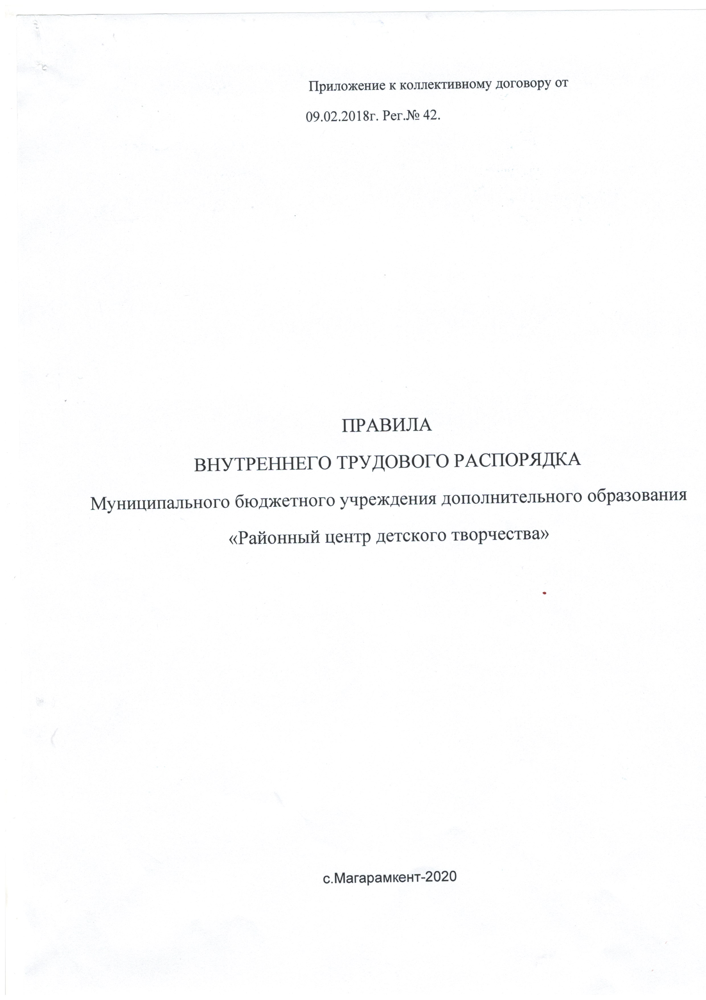 Приложение к коллективному договору от
09.02.2018г. Рег.№ 42.
ПРАВИЛА
ВНУТРЕННЕГО ТРУДОВОГО РАСПОРЯДКА
Муниципального бюджетного учреждения дополнительного образования
«Районный центр детского творчества»
с.Магарамкент-2020